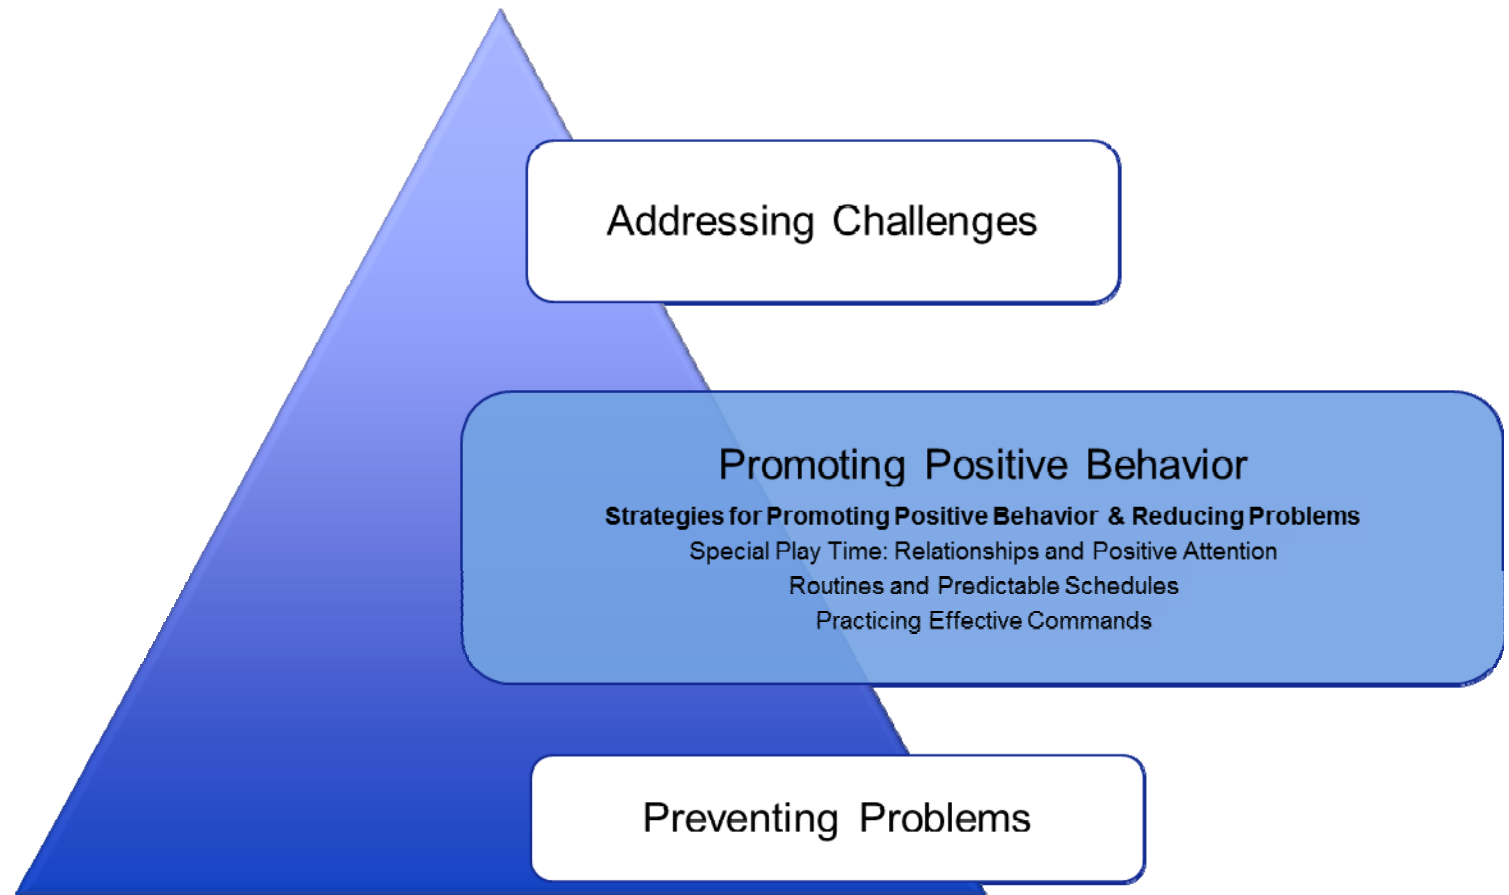 Addressing Challenges
Promoting Positive Behavior
Strategies for Promoting Positive Behavior & Reducing Problems
Special Play Time: Relationships and Positive Attention
Routines and Predictable Schedules
Practicing Effective Commands
Preventing Problems